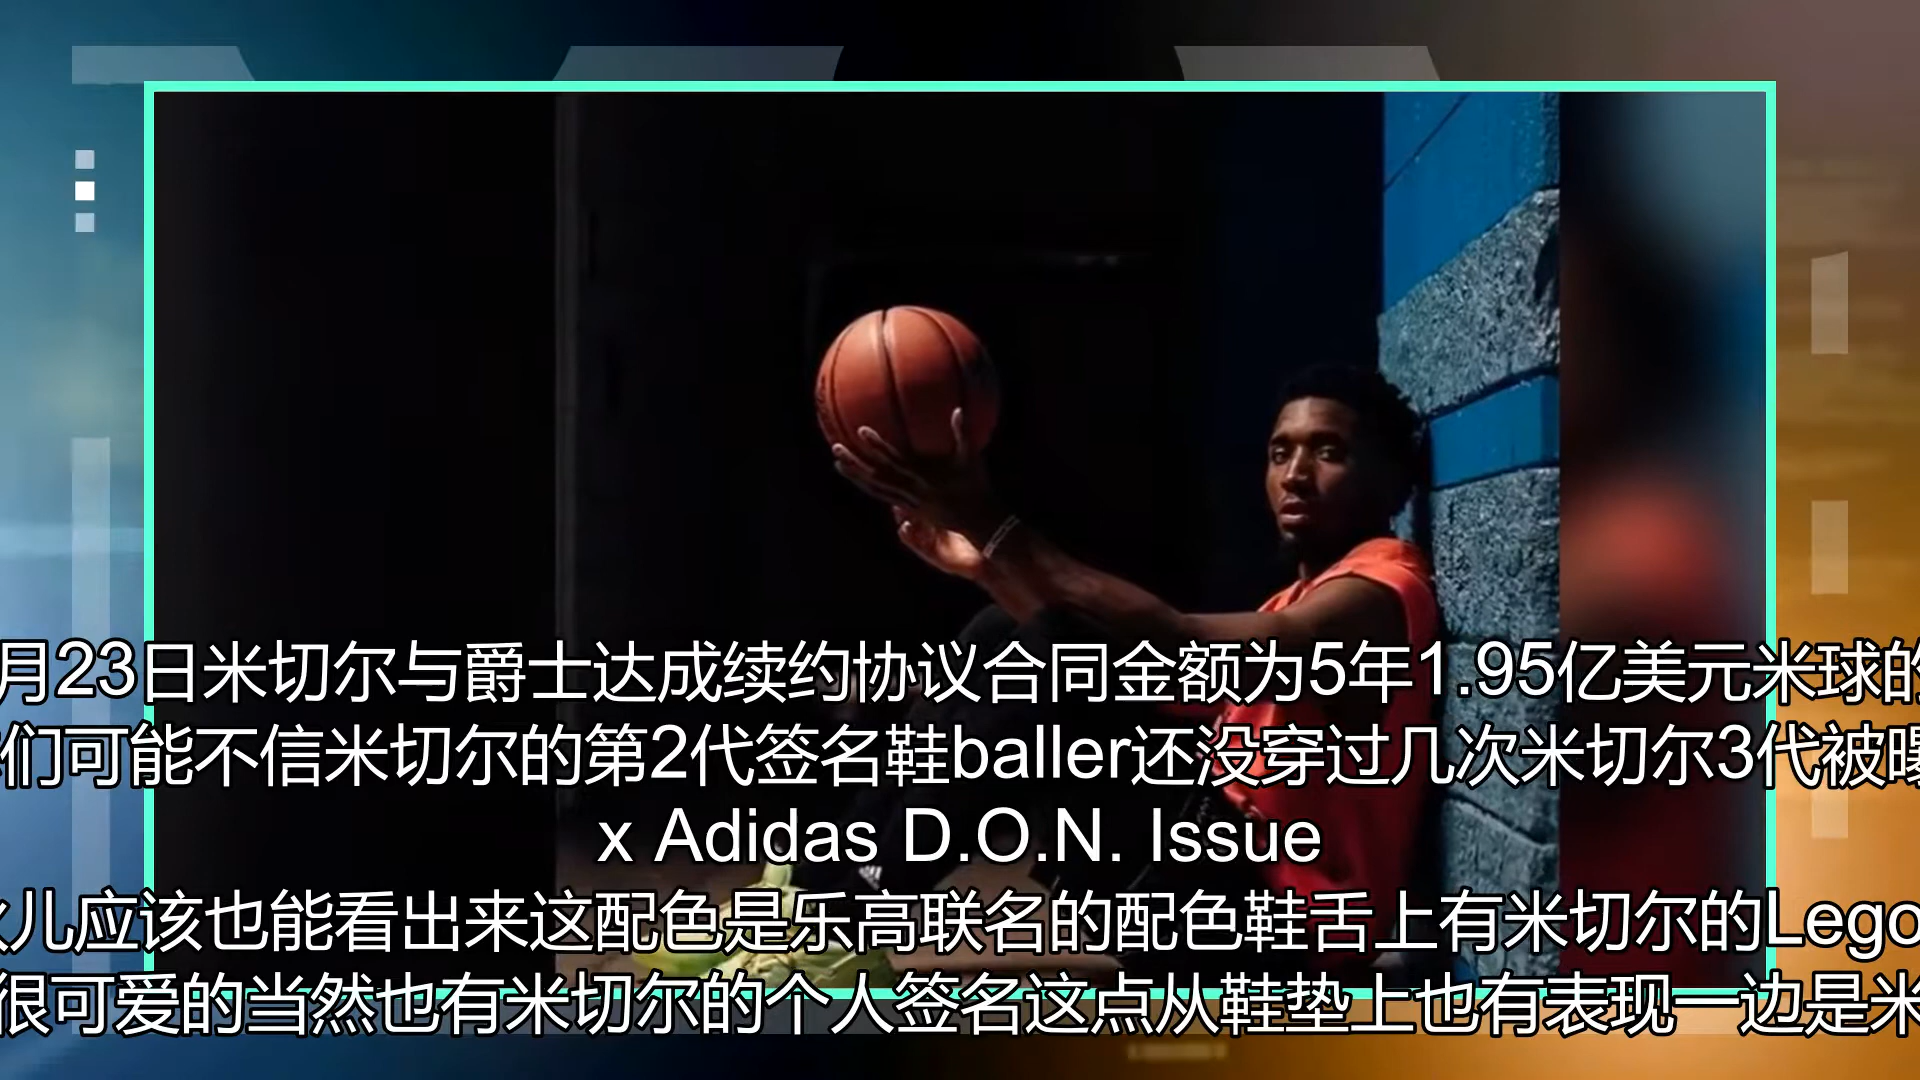 月23日米切尔与爵士达成续约协议合同金额为5年1.95亿美元米球的
们可能不信米切尔的第2代签名鞋baller还没穿过几次米切尔3代被曝
x Adidas D.O.N. Issue
儿应该也能看出来这配色是乐高联名的配色鞋舌上有米切尔的Lego
很可爱的当然也有米切尔的个人签名这点从鞋垫上也有表现一边是米